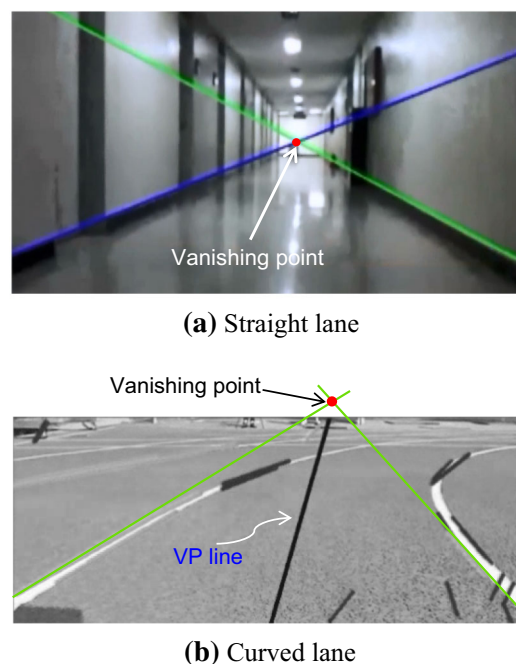 Vanishing point
(a) Straight lane
Vanishing point
VP line
(b) Curved lane